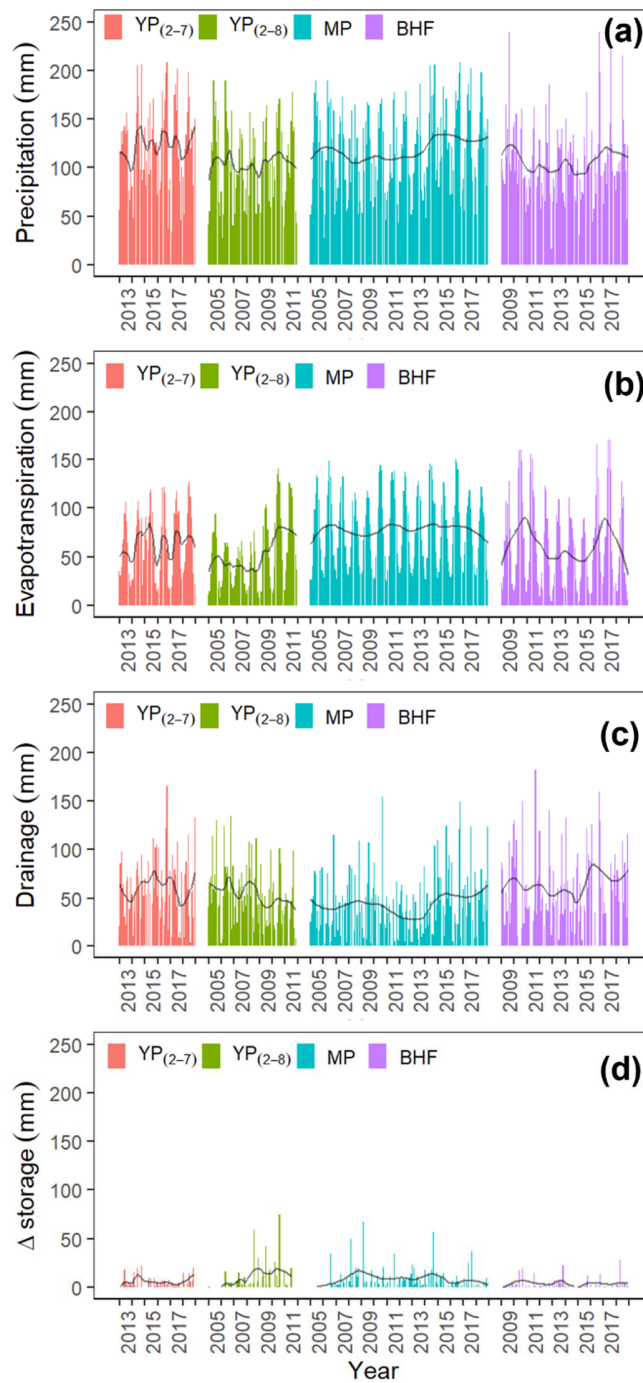 YP(2–7) YP(2–8) MP BHF (a)
Precipitation (mm)
250
200
150
100
50
0
2013 2015 2017 2005 2007 2009 2011 2005 2007 2009 2011 2013 2015 2017 2009 2011 2013 2015 2017
YP(2–7) YP(2–8) MP BHF (b)
Evapotranspiration (mm)
250
200
150
100
50
0
2013 2015 2017 2005 2007 2009 2011 2005 2007 2009 2011 2013 2015 2017 2009 2011 2013 2015 2017
YP(2–7) YP(2–8) MP BHF (c)
Drainage (mm)
250
200
150
100
50
0
2013 2015 2017 2005 2007 2009 2011 2005 2007 2009 2011 2013 2015 2017 2009 2011 2013 2015 2017
YP(2–7) YP(2–8) MP BHF (d)
Δ storage (mm)
250
200
150
100
50
0
2013 2015 2017 2005 2007 2009 2011 2005 2007 2009 2011 2013 2015 2017 2009 2011 2013 2015 2017
Year